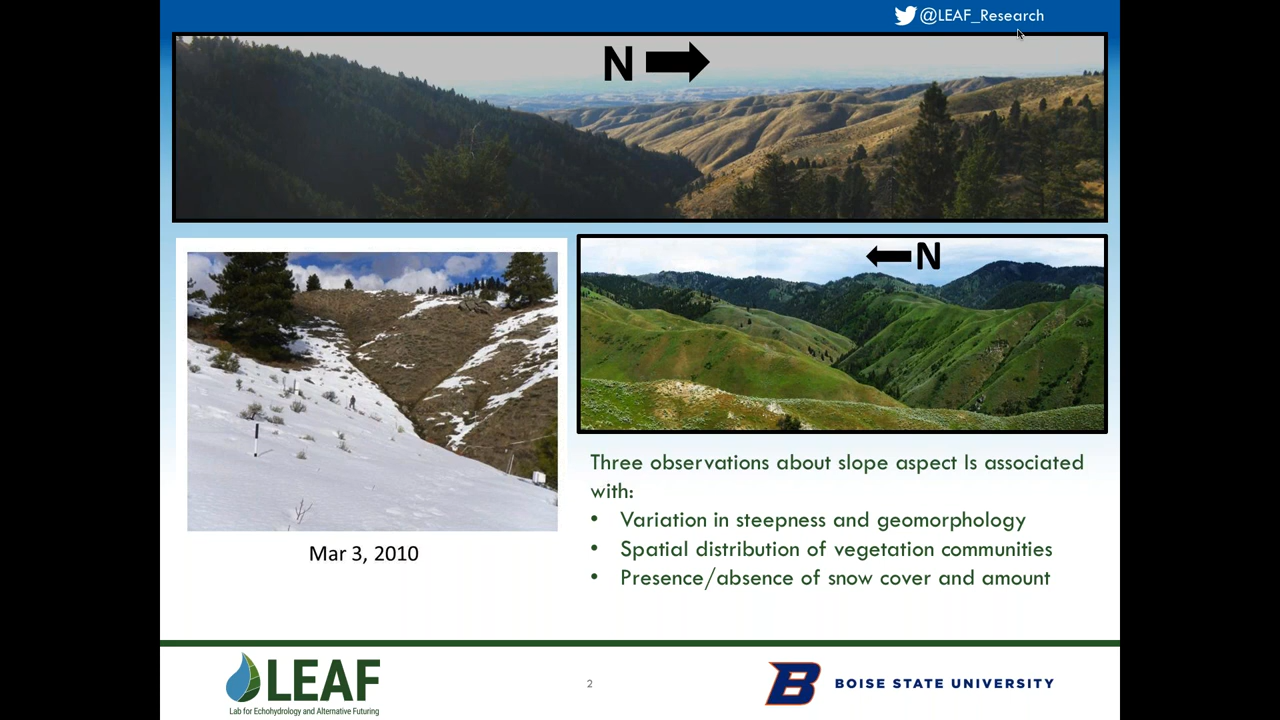 @LEAF_Research
N
N
Mar 3, 2010
Three observations about slope aspect Is associated
with:
• Variation in steepness and geomorphology
• Spatial distribution of vegetation communities
• Presence/absence of snow cover and amount
LEAF
Lab for Echohydrology and Alternative Futuring
2
B
BOISE STATE UNIVERSITY